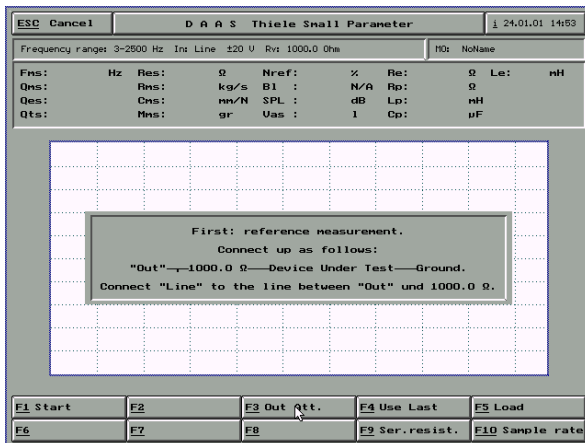 ESC Cancel D A A S Thiele Small Parameter i 24.01.01 14:53
Frequency range: 3-2500 Hz In: Line ±20 V Rv: 1000.0 Ohm M0: NoName
Fms: Hz Res: Ω Nref: % Re: Ω Le: mH
Qms: Rms: kg/s Bl : N/A Rp: Ω
Qes: Cms: mm/N SPL : dB Lp: mH
Qts: Mms: gr Vas : l Cp: µF
First: reference measurement.
Connect up as follows:
"Out"─┬─1000.0 Ω──Device Under Test──Ground.
Connect "Line" to the line between "Out" und 1000.0 Ω.
F1 Start F2 F3 Out Att. F4 Use Last F5 Load
F6 F7 F8 F9 Ser.resist. F10 Sample rate